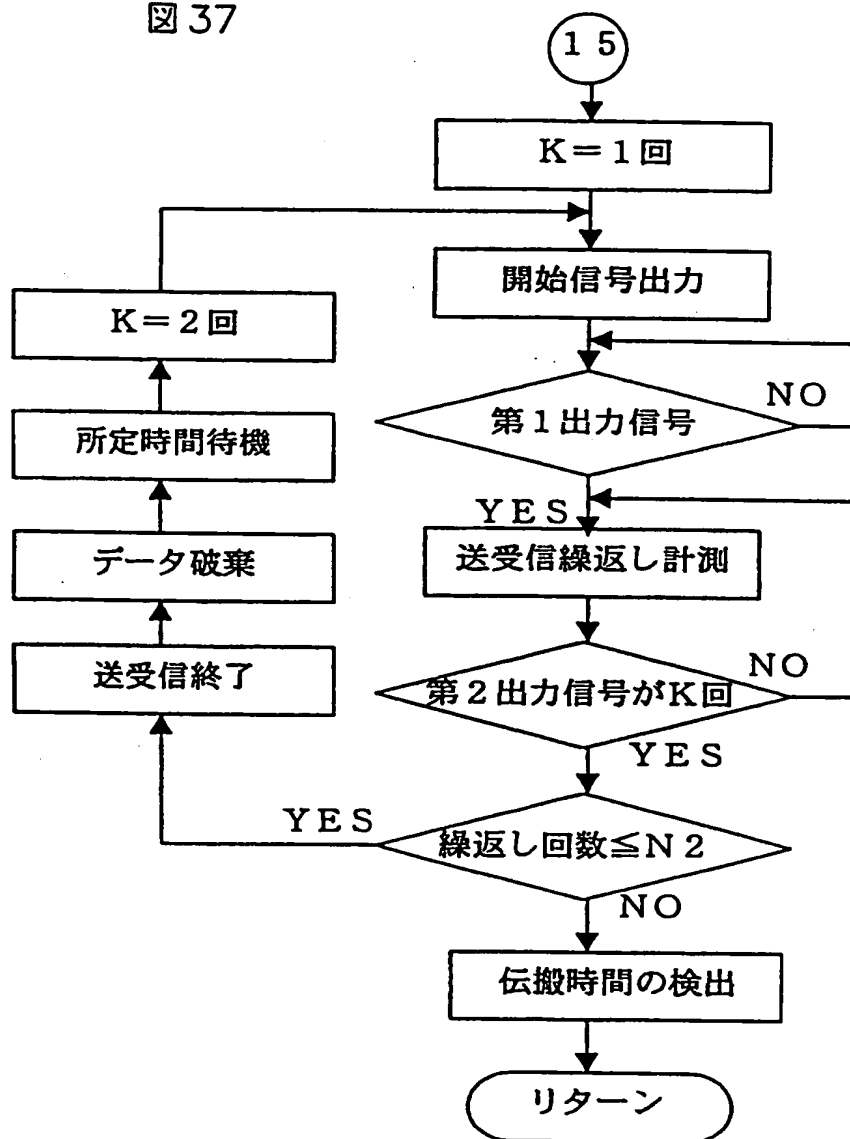 図37
15
K=1回
開始信号出力
第1出力信号
NO
YES
送受信繰返し計測
第2出力信号がK回
NO
YES
繰返し回数≦N2
YES
NO
送受信終了
データ破棄
所定時間待機
K=2回
伝搬時間の検出
リターン